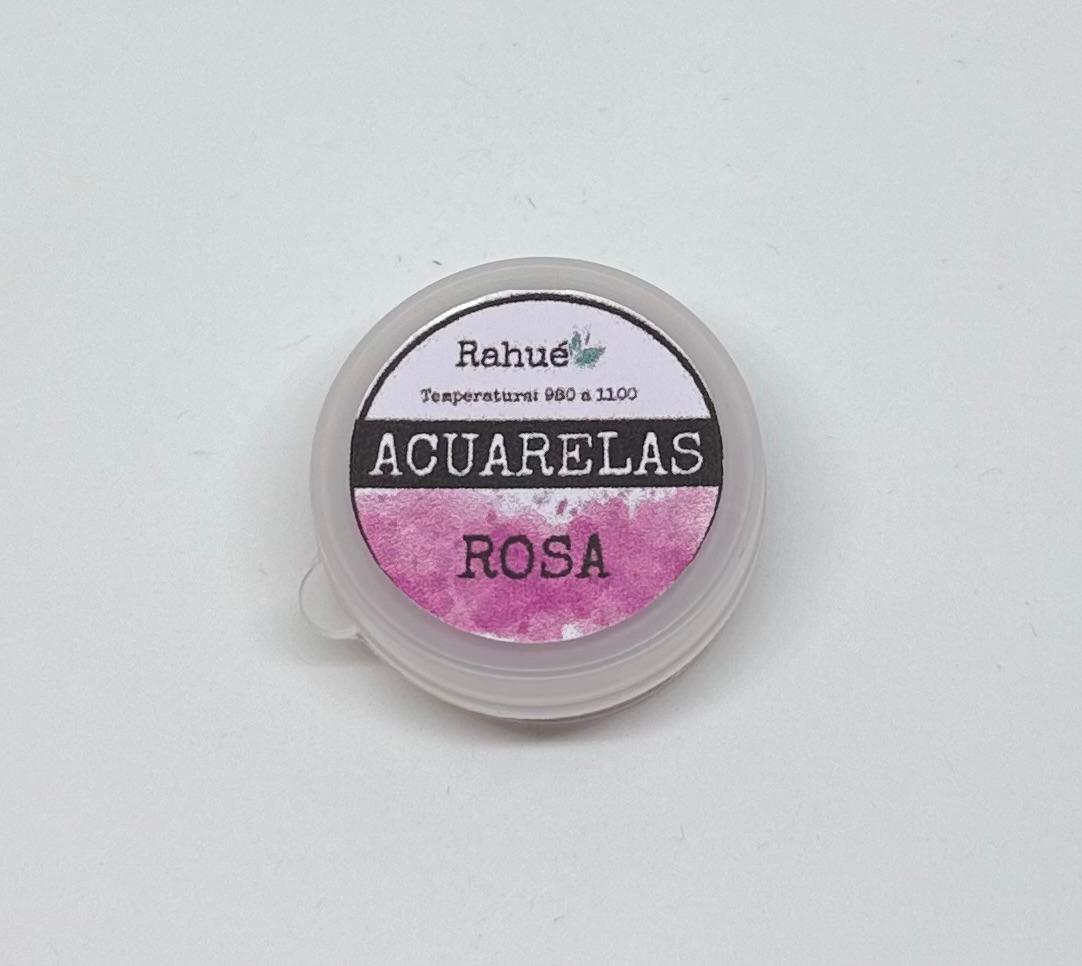 Rahué
Temperatura: 980 a 1100
ACUARELAS
ROSA